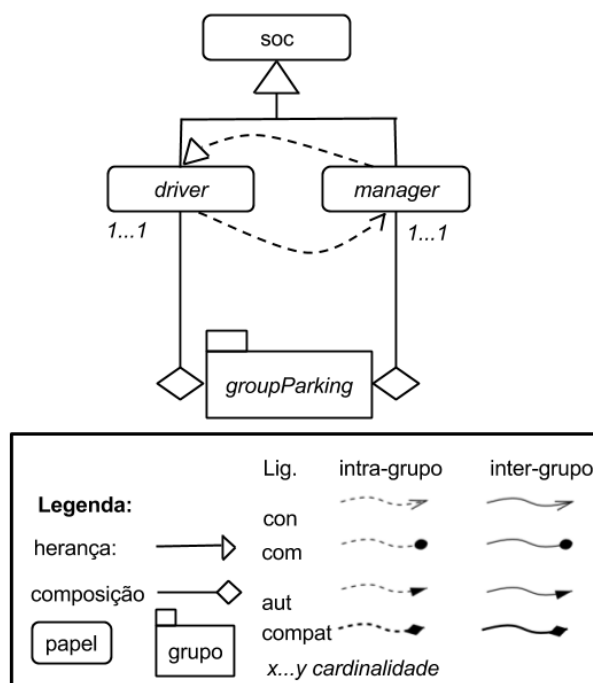 soc
driver
manager
1...1
1...1
groupParking
Lig. intra-grupo inter-grupo
Legenda:
con
herança:
com
composição
aut
compat
papel
grupo
x...y cardinalidade